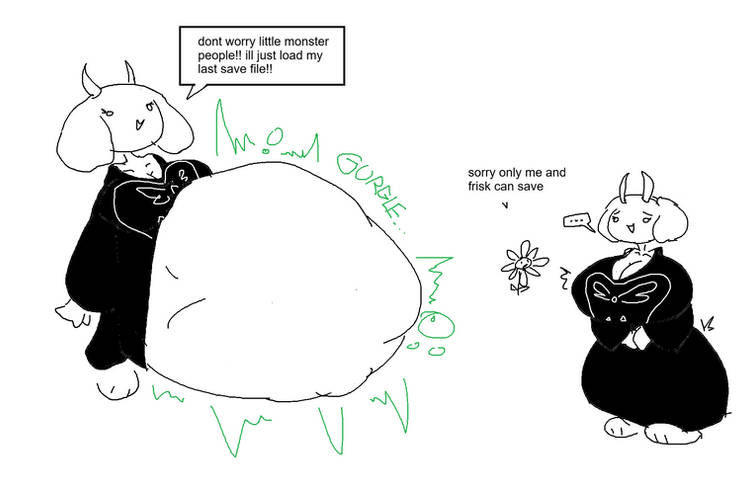 dont worry little monster
people!! ill just load my
last save file!!
GURGLE...
sorry only me and
frisk can save
...